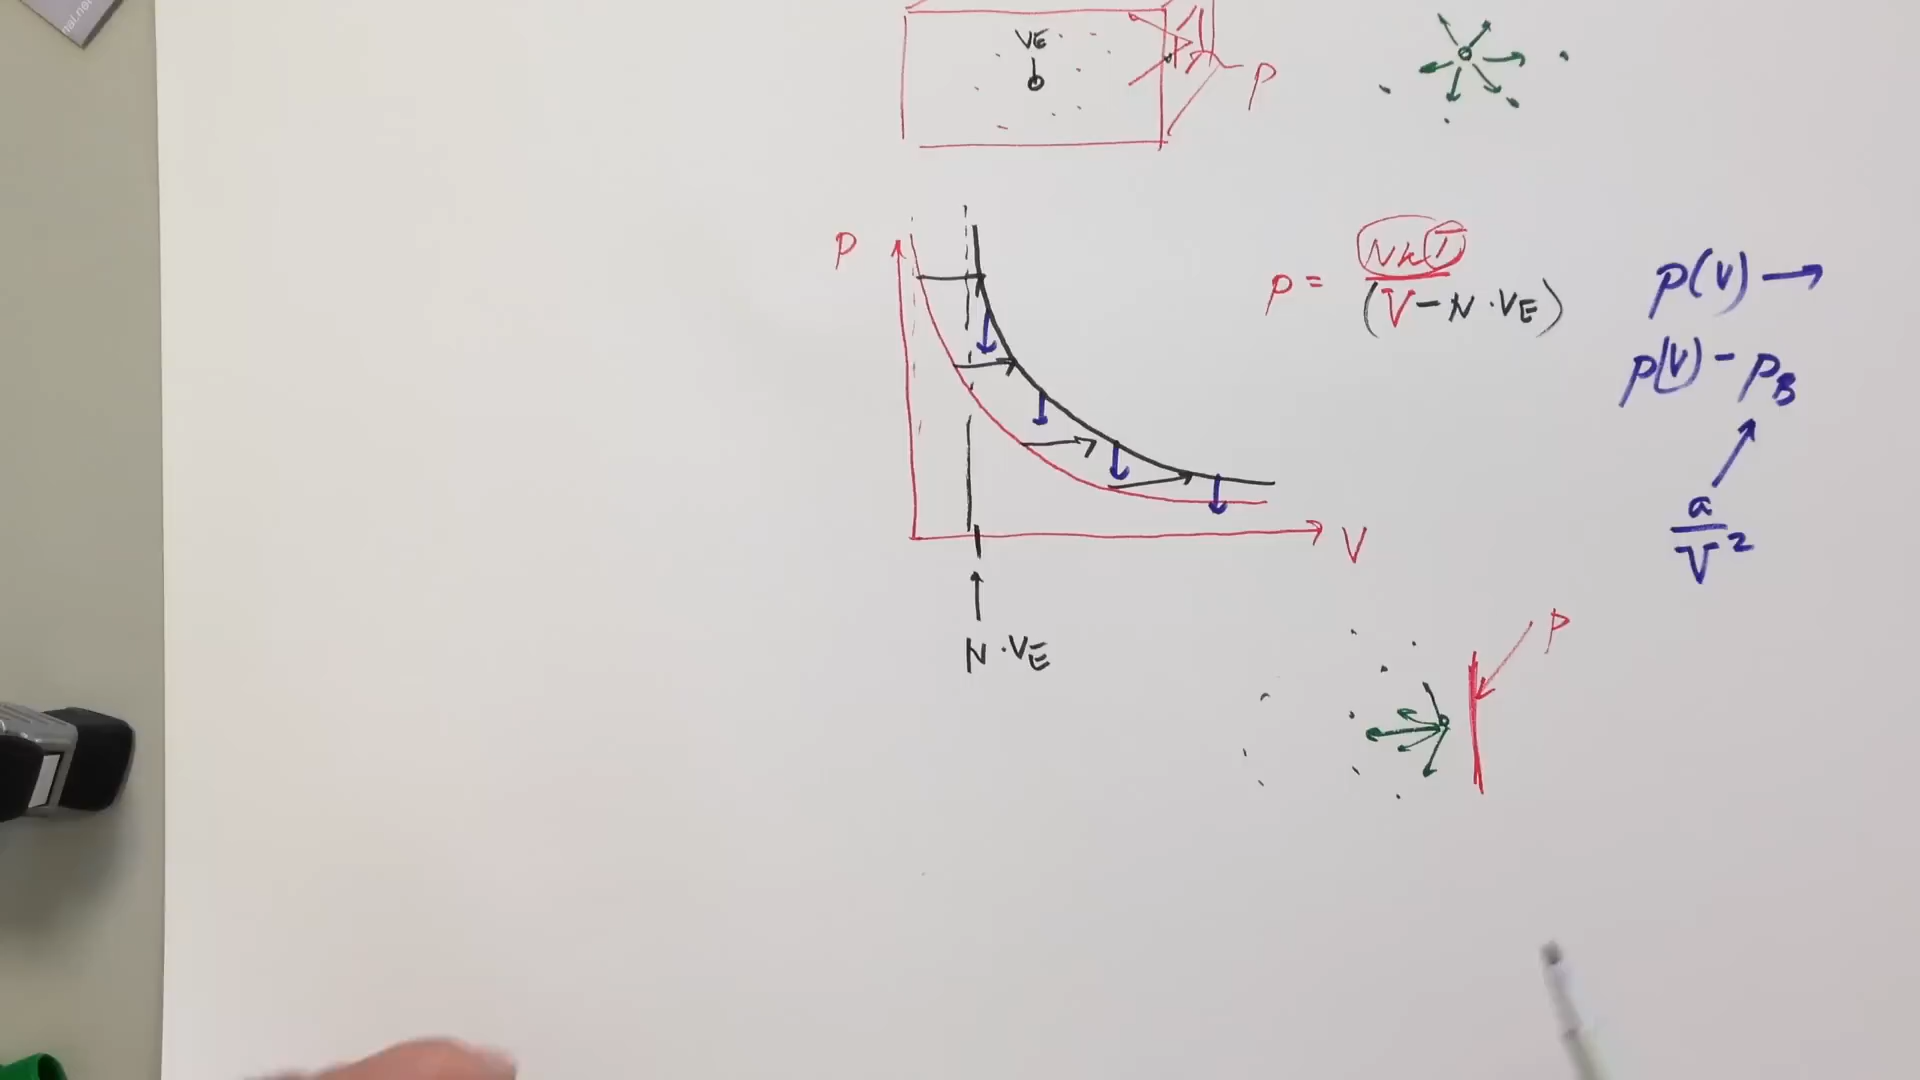 VE
P
P
p = NkT / (V - N · VE)
p(V) →
p(V) - pB
a / V²
V
N · VE
P